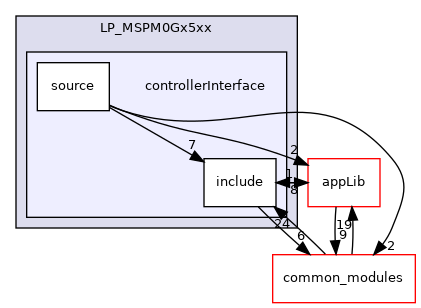 LP_MSPM0Gx5xx
source
controllerInterface
7
2
include
1
8
appLib
24
6
19
9
2
common_modules